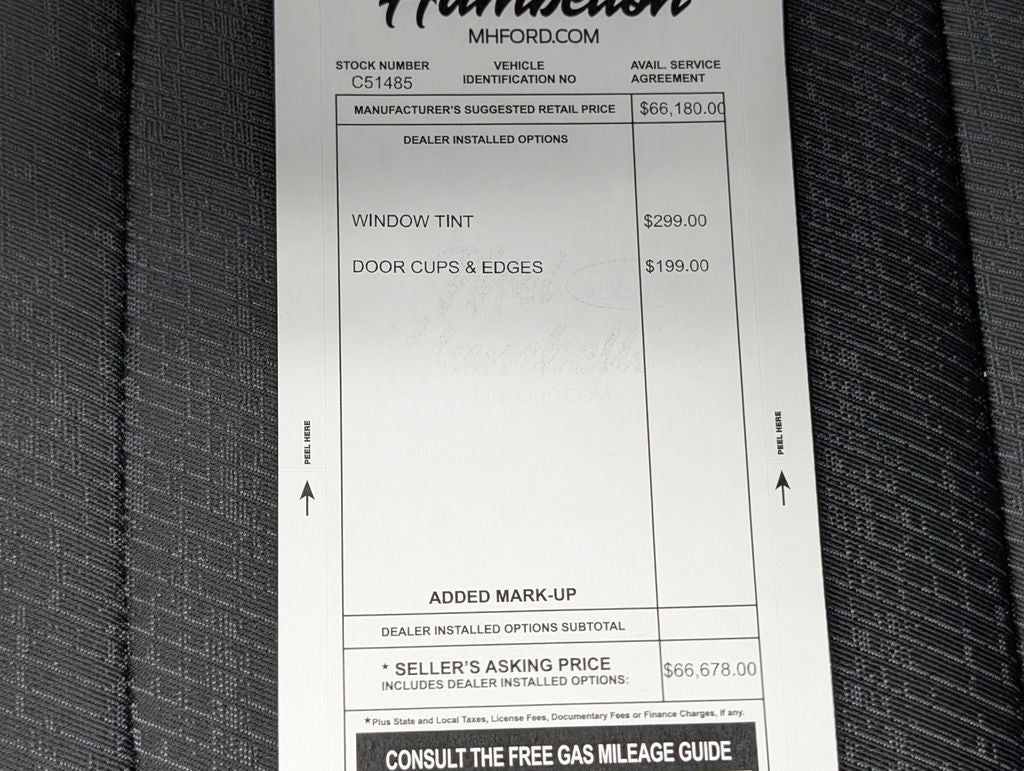 Hambelton
MHFORD.COM
STOCK NUMBER
C51485
VEHICLE
IDENTIFICATION NO
AVAIL. SERVICE
AGREEMENT
MANUFACTURER'S SUGGESTED RETAIL PRICE $66,180.00
DEALER INSTALLED OPTIONS
WINDOW TINT $299.00
DOOR CUPS & EDGES $199.00
PEEL HERE
PEEL HERE
ADDED MARK-UP
DEALER INSTALLED OPTIONS SUBTOTAL
* SELLER'S ASKING PRICE $66,678.00
INCLUDES DEALER INSTALLED OPTIONS:
*Plus State and Local Taxes, License Fees, Documentary Fees or Finance Charges, If any.
CONSULT THE FREE GAS MILEAGE GUIDE